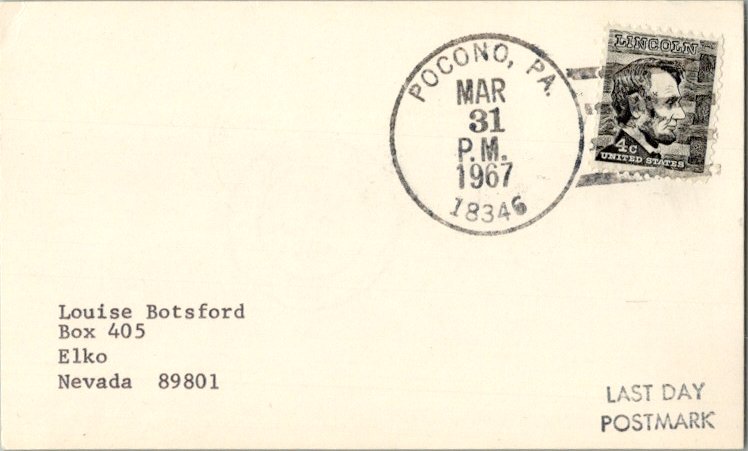 POCONO, PA.
MAR
31
P.M.
1967
18346
LINCOLN
4c
UNITED STATES
Louise Botsford
Box 405
Elko
Nevada 89801
LAST DAY
POSTMARK